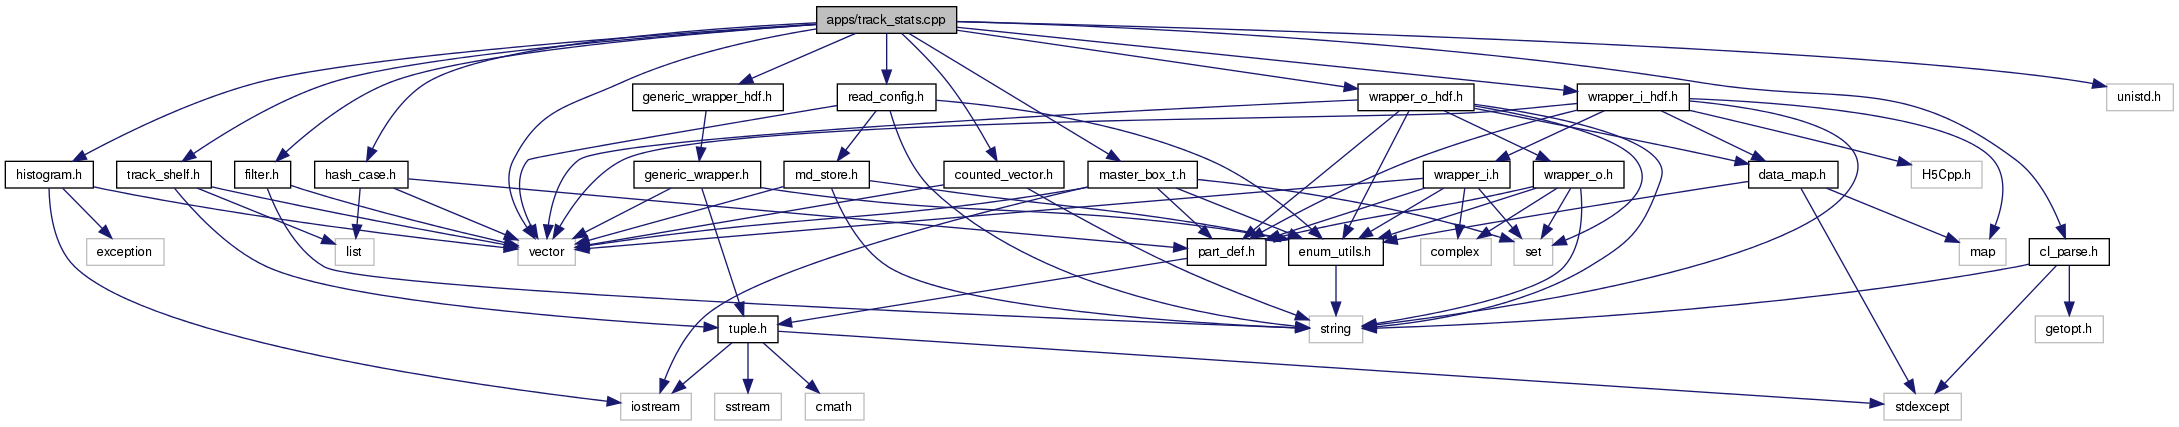 apps/track_stats.cpp
generic_wrapper_hdf.h
read_config.h
wrapper_o_hdf.h
wrapper_i_hdf.h
unistd.h
histogram.h
track_shelf.h
filter.h
hash_case.h
generic_wrapper.h
md_store.h
counted_vector.h
master_box_t.h
wrapper_i.h
wrapper_o.h
data_map.h
H5Cpp.h
exception
list
vector
part_def.h
enum_utils.h
complex
set
map
cl_parse.h
tuple.h
string
getopt.h
iostream
sstream
cmath
stdexcept